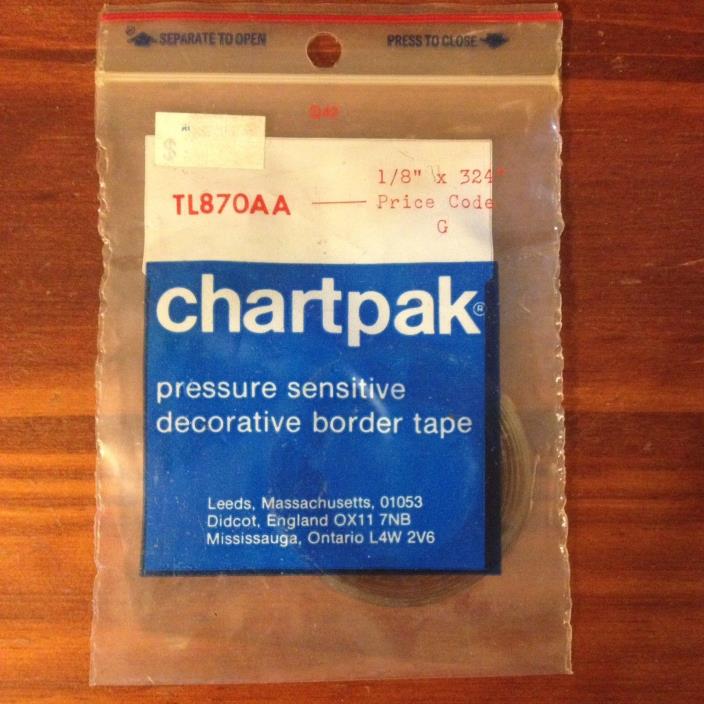 SEPARATE TO OPEN PRESS TO CLOSE
$
TL870AA 1/8" x 324"
Price Code
G
chartpak®
pressure sensitive
decorative border tape
Leeds, Massachusetts, 01053
Didcot, England OX11 7NB
Mississauga, Ontario L4W 2V6